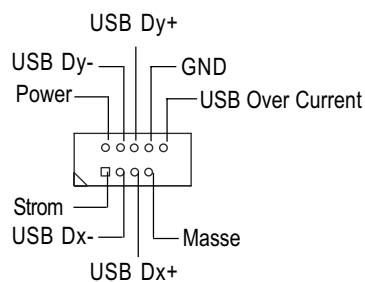 USB Dy+
USB Dy-
GND
Power
USB Over Current
Strom
USB Dx-
Masse
USB Dx+